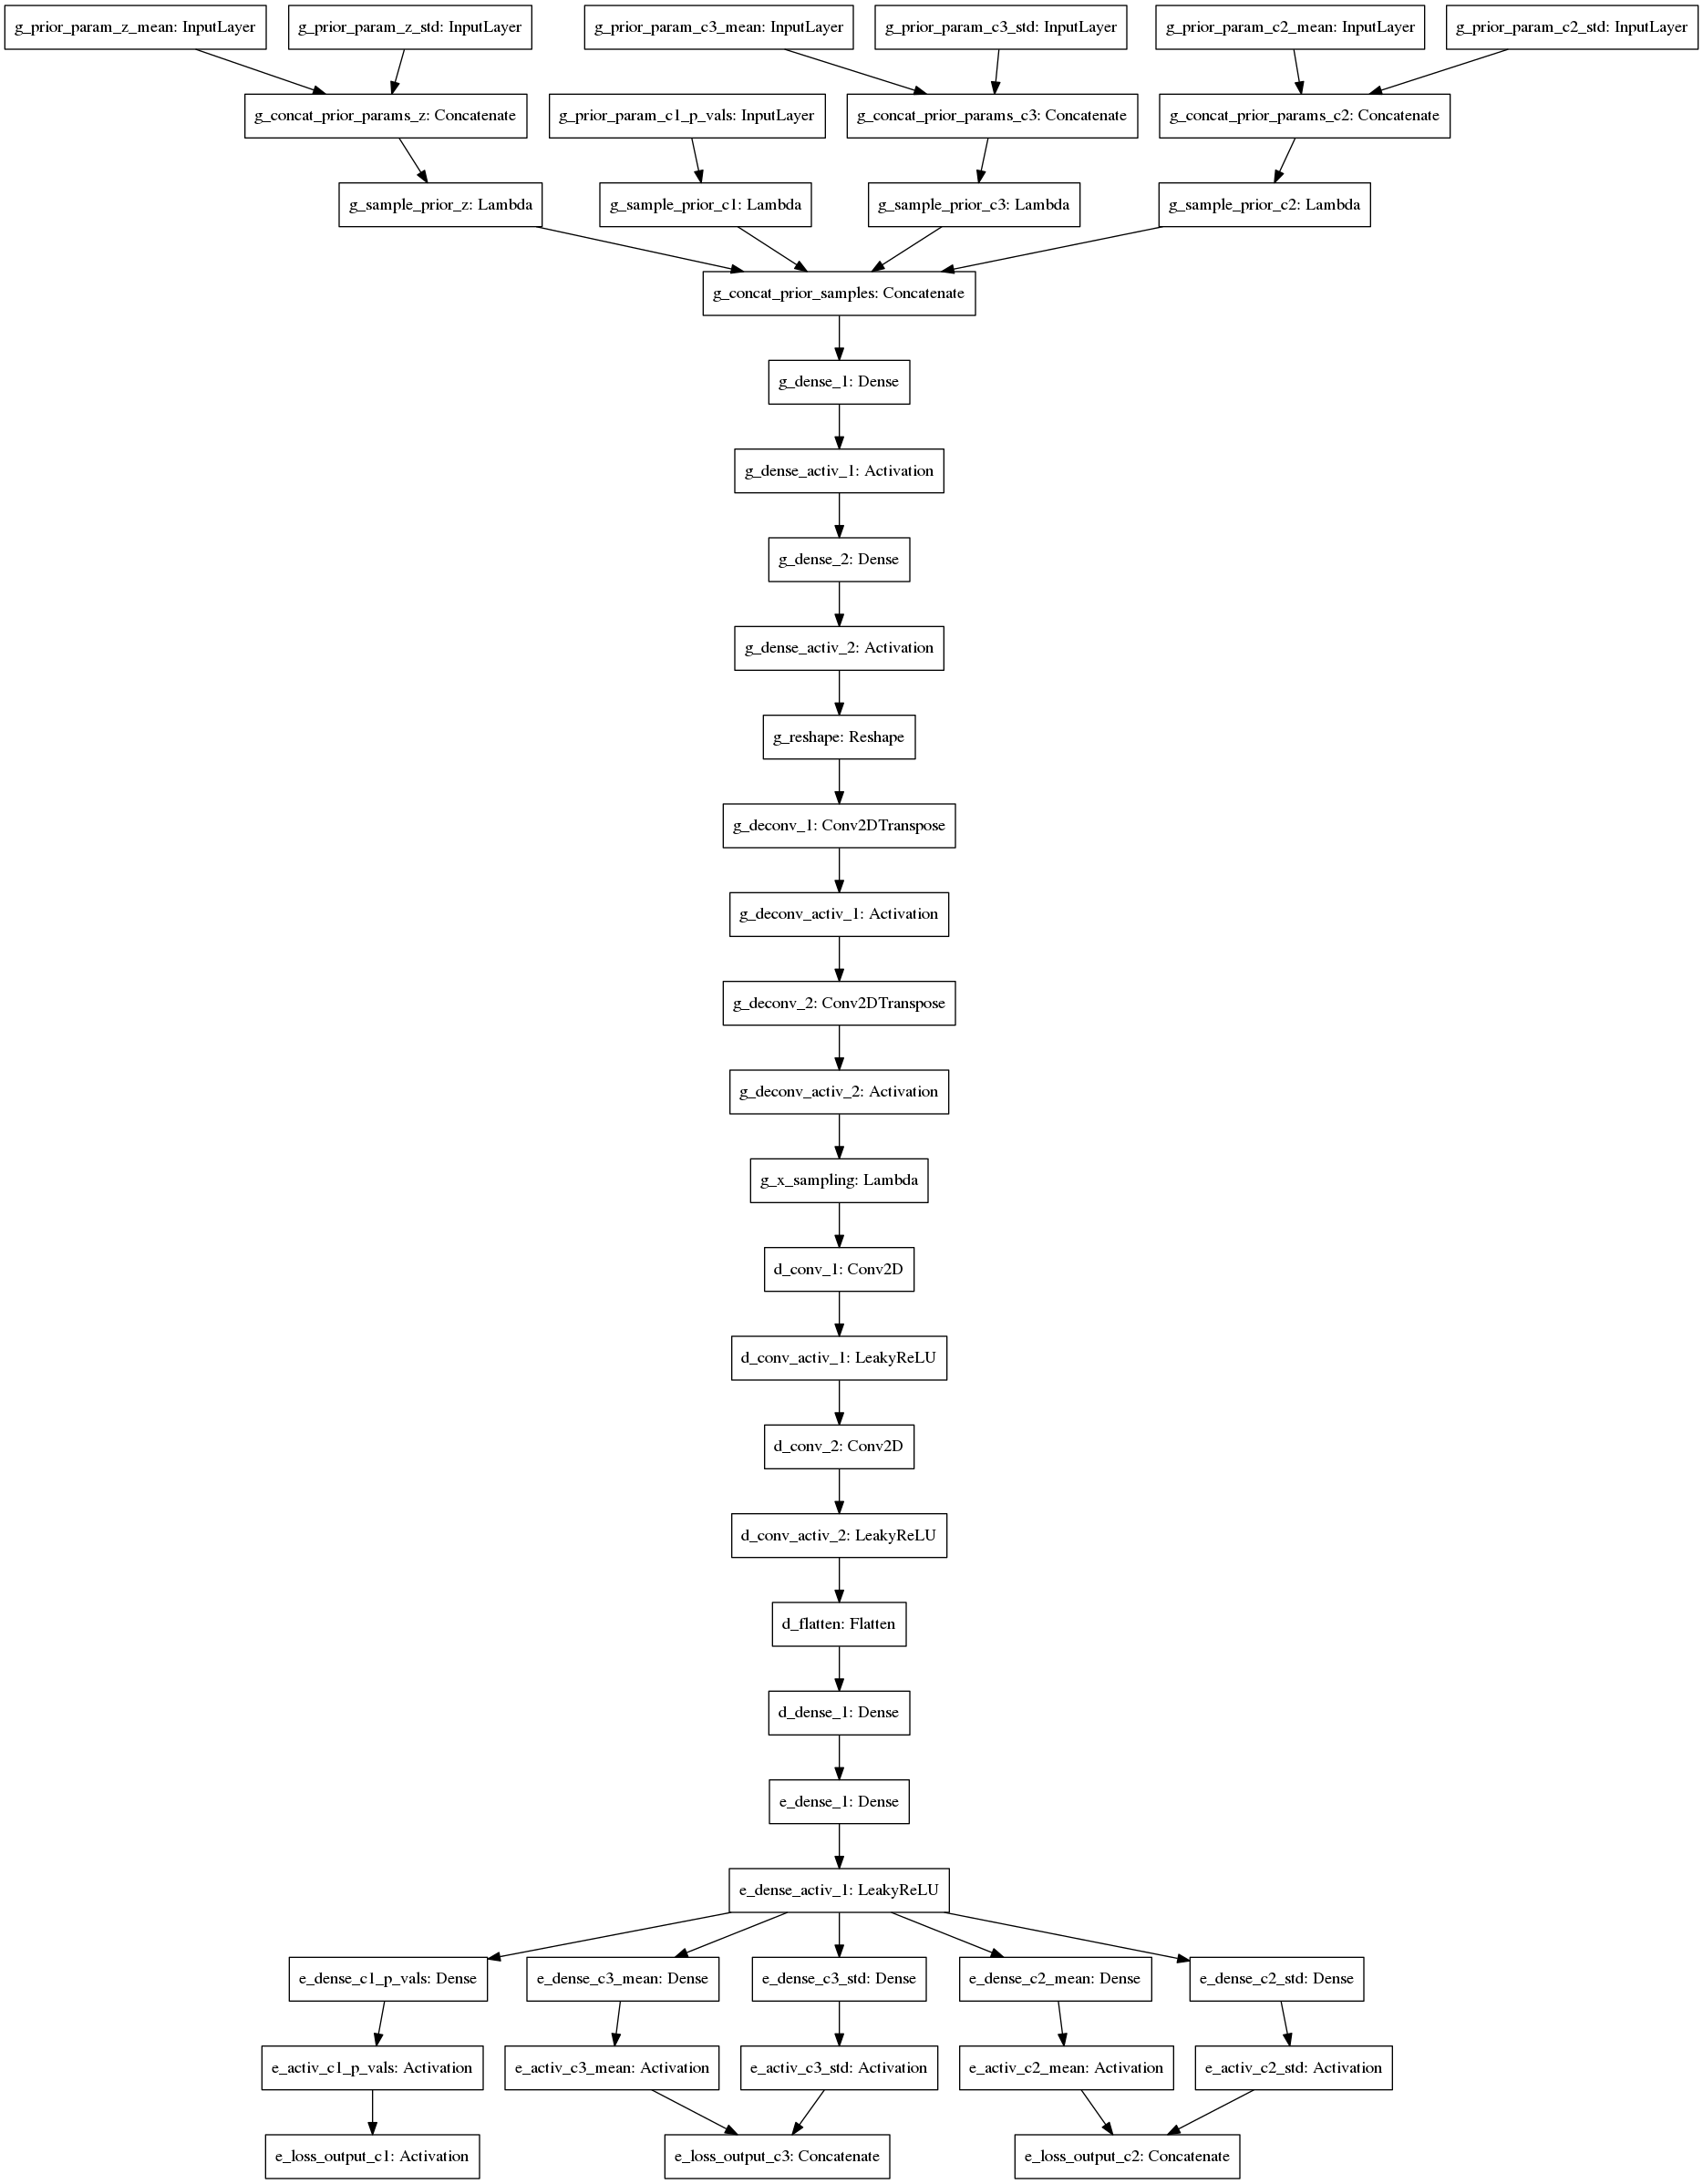 g_prior_param_z_mean: InputLayer
g_prior_param_z_std: InputLayer
g_prior_param_c3_mean: InputLayer
g_prior_param_c3_std: InputLayer
g_prior_param_c2_mean: InputLayer
g_prior_param_c2_std: InputLayer
g_concat_prior_params_z: Concatenate
g_prior_param_c1_p_vals: InputLayer
g_concat_prior_params_c3: Concatenate
g_concat_prior_params_c2: Concatenate
g_sample_prior_z: Lambda
g_sample_prior_c1: Lambda
g_sample_prior_c3: Lambda
g_sample_prior_c2: Lambda
g_concat_prior_samples: Concatenate
g_dense_1: Dense
g_dense_activ_1: Activation
g_dense_2: Dense
g_dense_activ_2: Activation
g_reshape: Reshape
g_deconv_1: Conv2DTranspose
g_deconv_activ_1: Activation
g_deconv_2: Conv2DTranspose
g_deconv_activ_2: Activation
g_x_sampling: Lambda
d_conv_1: Conv2D
d_conv_activ_1: LeakyReLU
d_conv_2: Conv2D
d_conv_activ_2: LeakyReLU
d_flatten: Flatten
d_dense_1: Dense
e_dense_1: Dense
e_dense_activ_1: LeakyReLU
e_dense_c1_p_vals: Dense
e_dense_c3_mean: Dense
e_dense_c3_std: Dense
e_dense_c2_mean: Dense
e_dense_c2_std: Dense
e_activ_c1_p_vals: Activation
e_activ_c3_mean: Activation
e_activ_c3_std: Activation
e_activ_c2_mean: Activation
e_activ_c2_std: Activation
e_loss_output_c1: Activation
e_loss_output_c3: Concatenate
e_loss_output_c2: Concatenate